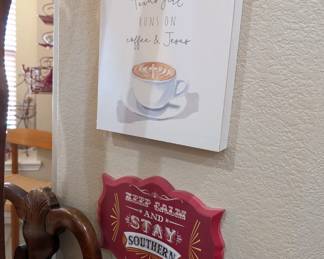 Texas girl
RUNS ON
coffee & Jesus
KEEP CALM
AND
STAY
SOUTHERN